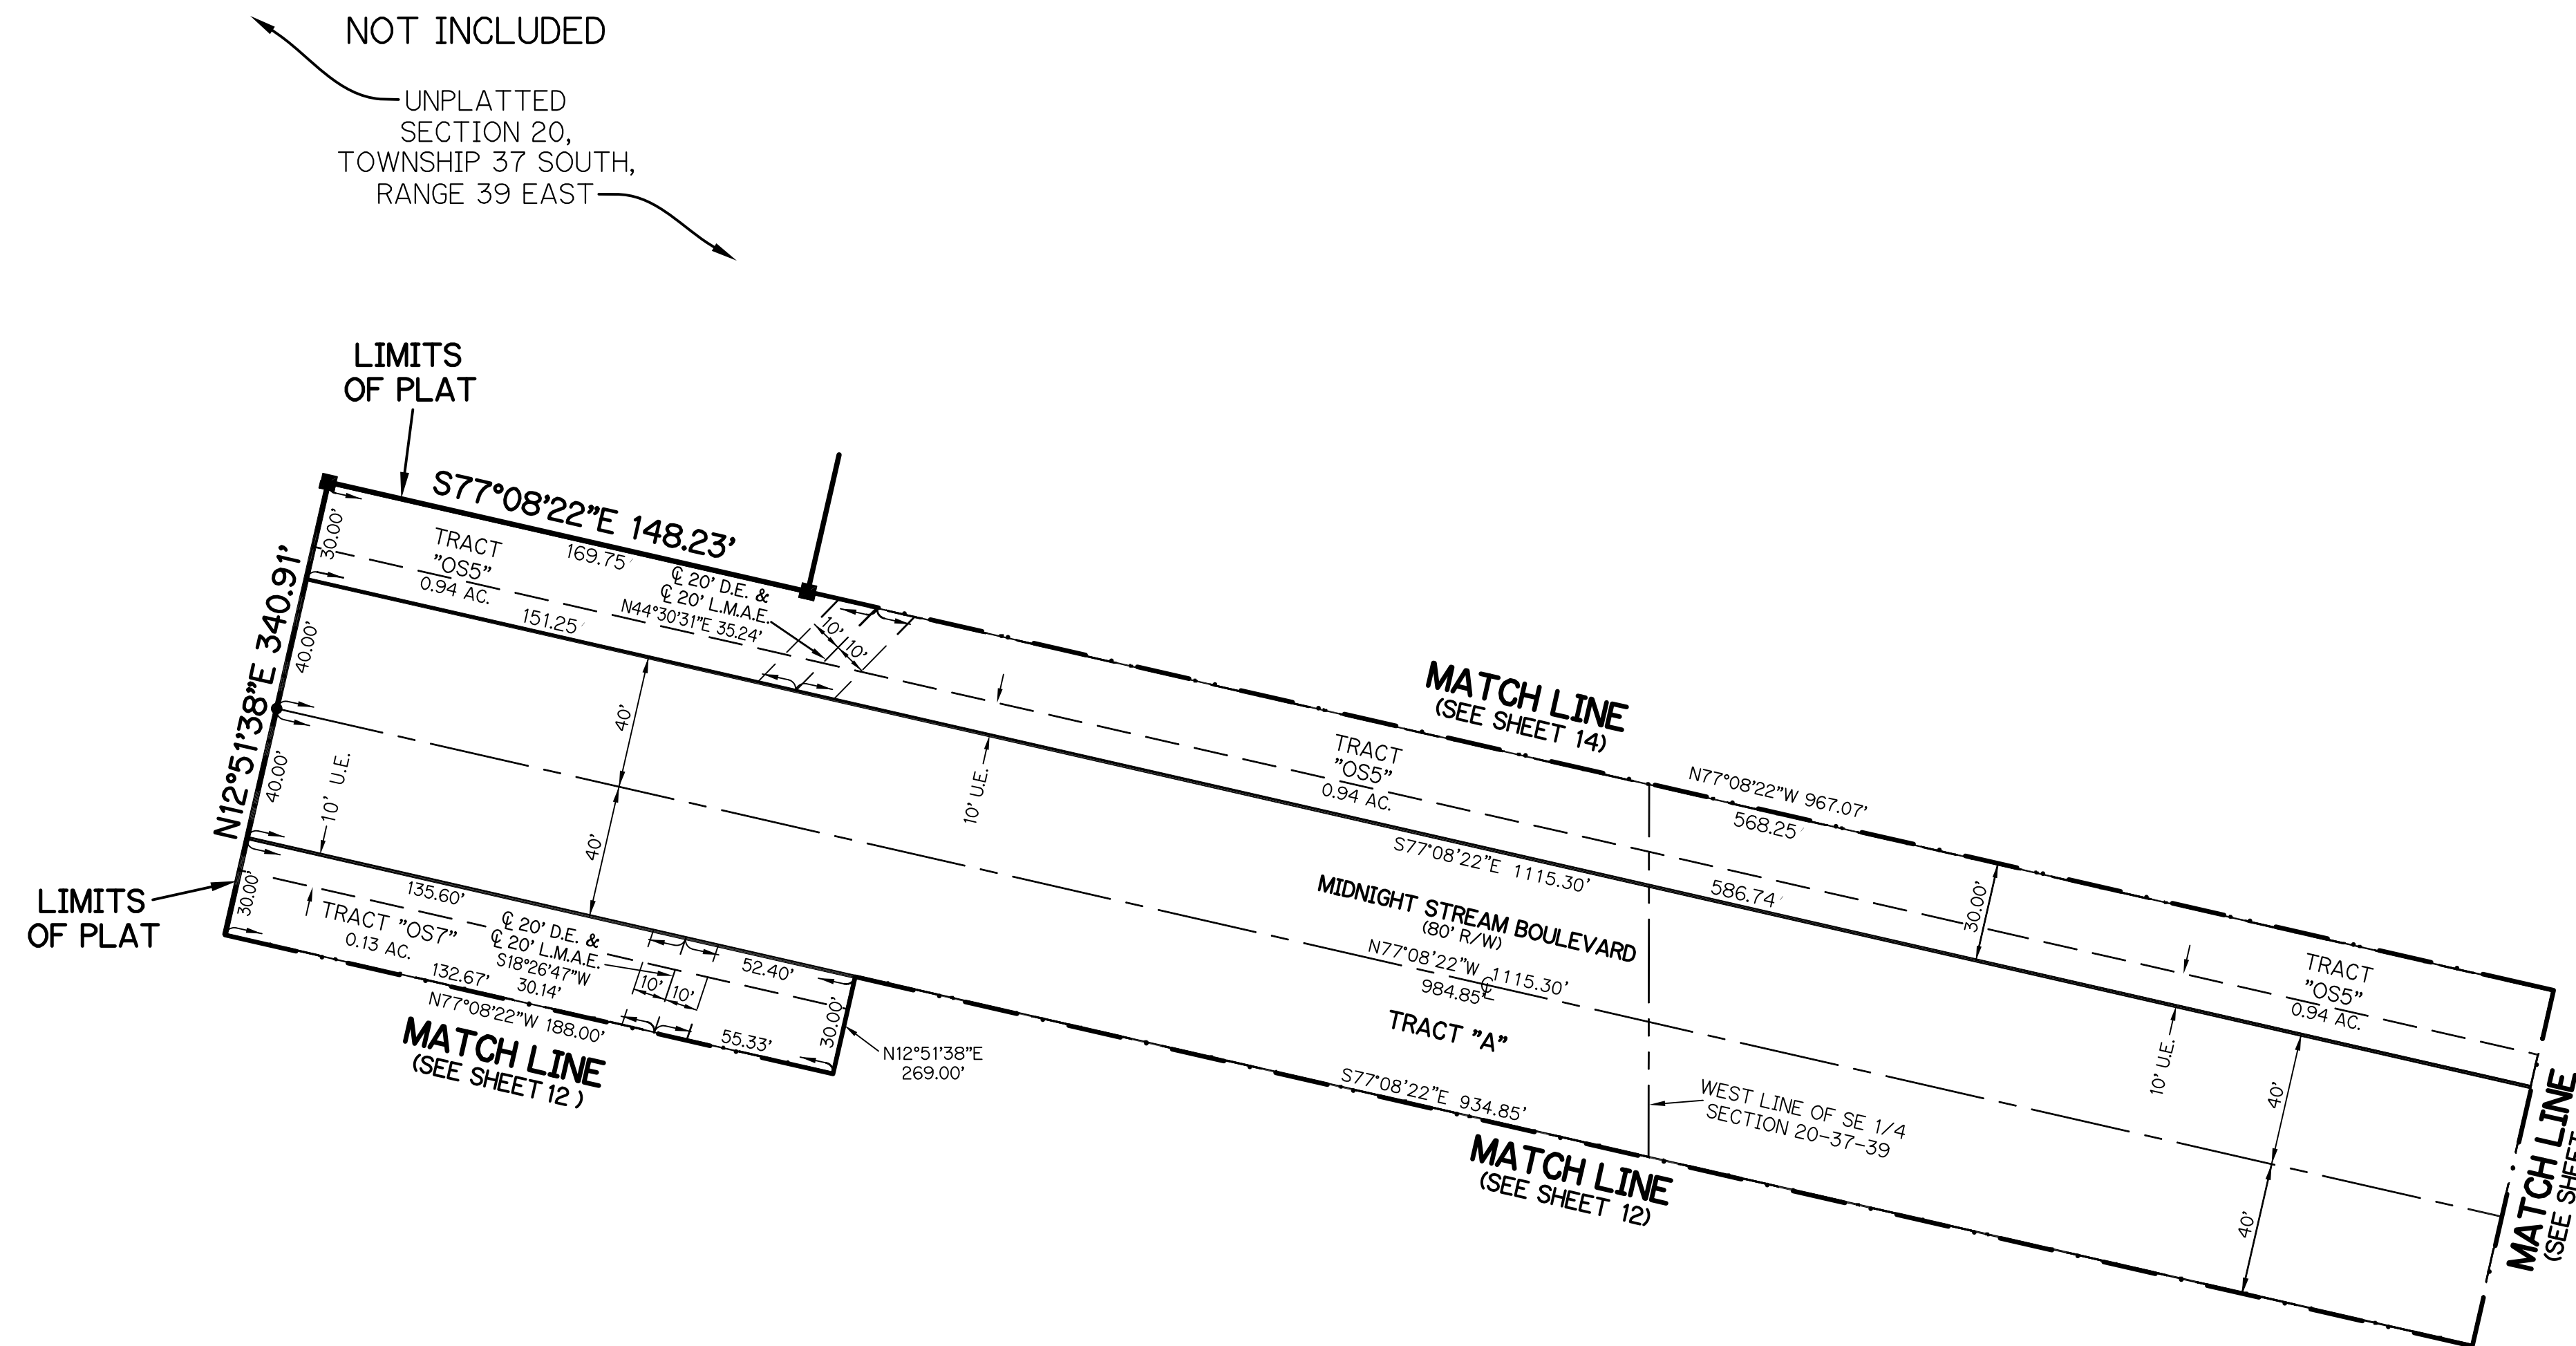 NOT INCLUDED
UNPLATTED
SECTION 20,
TOWNSHIP 37 SOUTH,
RANGE 39 EAST
LIMITS
OF PLAT
S77°08'22"E 148.23'
N12°51'38"E 340.91'
30.00'
TRACT
"OS5"
0.94 AC.
169.75'
151.25'
℄ 20' D.E. &
℄ 20' L.M.A.E.
N44°30'31"E 35.24'
10'
10'
40.00'
40.00'
40'
40'
10' U.E.
10' U.E.
MATCH LINE
(SEE SHEET 14)
TRACT
"OS5"
0.94 AC.
N77°08'22"W 967.07'
568.25'
S77°08'22"E 1115.30'
586.74'
30.00'
MIDNIGHT STREAM BOULEVARD
(80' R/W)
N77°08'22"W 1115.30'
℄
984.85'
TRACT "A"
S77°08'22"E 934.85'
MATCH LINE
(SEE SHEET 12)
WEST LINE OF SE 1/4
SECTION 20-37-39
TRACT
"OS5"
0.94 AC.
10' U.E.
40'
40'
MATCH LINE
(SEE SHEET
LIMITS
OF PLAT
30.00'
135.60'
TRACT "OS7"
0.13 AC.
℄ 20' D.E. &
℄ 20' L.M.A.E.
S18°26'47"W
30.14'
10'
10'
52.40'
132.67'
N77°08'22"W 188.00'
55.33'
30.00'
N12°51'38"E
269.00'
MATCH LINE
(SEE SHEET 12 )